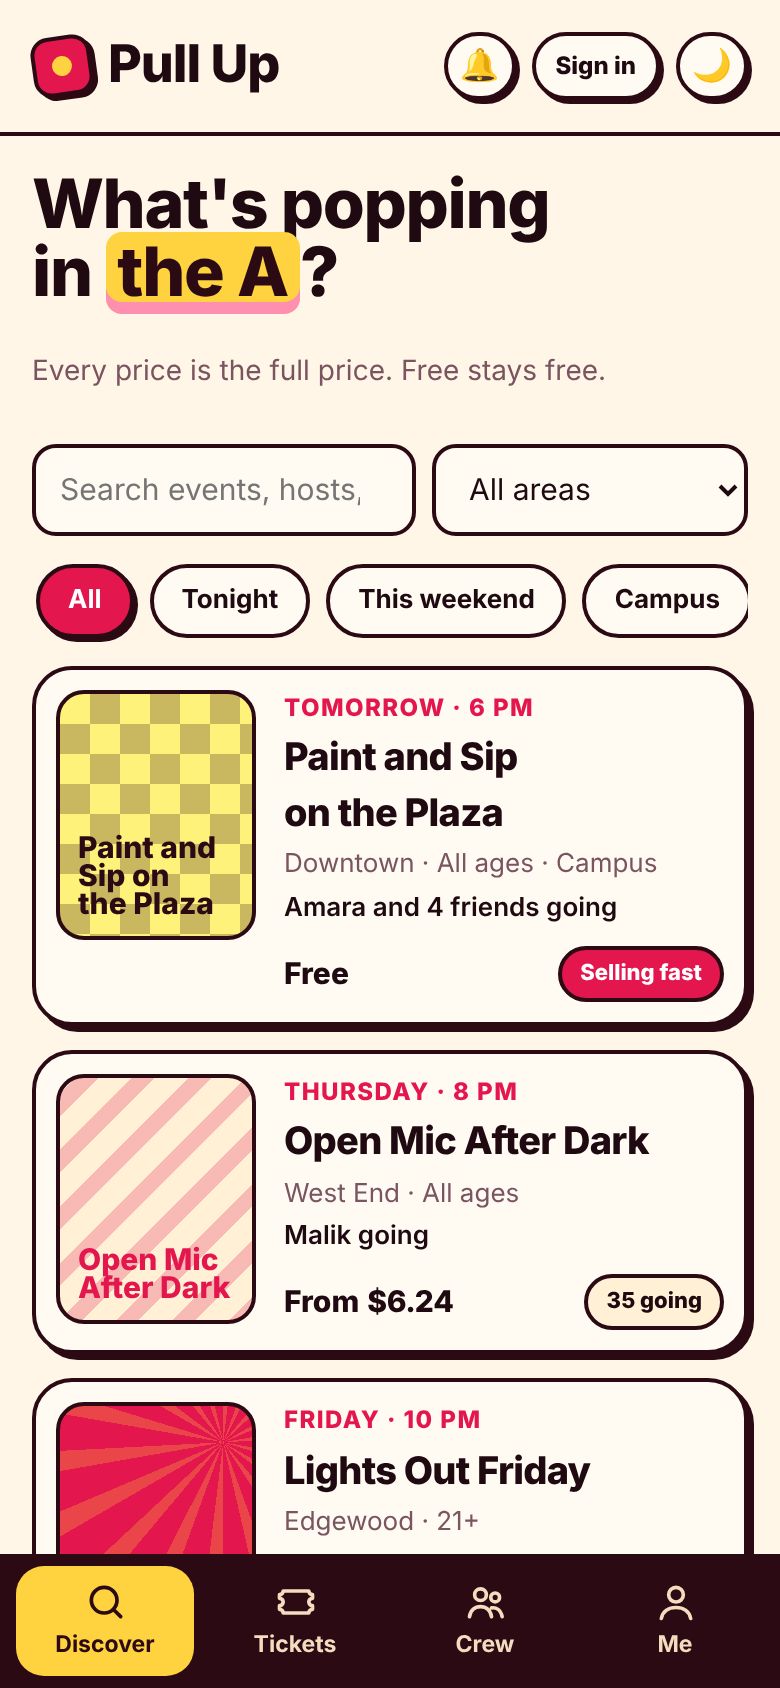 Pull Up
Sign in
What's popping
in the A?
Every price is the full price. Free stays free.
Search events, hosts,
All areas
All
Tonight
This weekend
Campus
TOMORROW · 6 PM
Paint and Sip
on the Plaza
Downtown · All ages · Campus
Amara and 4 friends going
Free
Selling fast
Paint and
Sip on
the Plaza
THURSDAY · 8 PM
Open Mic After Dark
West End · All ages
Malik going
From $6.24
35 going
Open Mic
After Dark
FRIDAY · 10 PM
Lights Out Friday
Edgewood · 21+
Discover
Tickets
Crew
Me